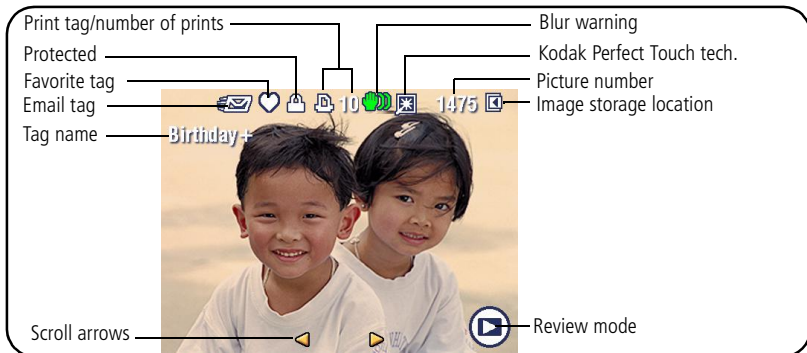 Print tag/number of prints
Protected
Favorite tag
Email tag
Tag name
Blur warning
Kodak Perfect Touch tech.
Picture number
Image storage location
10 1475
Birthday+
Scroll arrows
Review mode